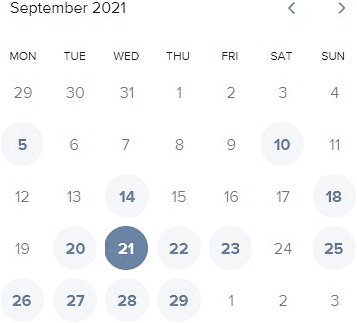 September 2021
MON TUE WED THU FRI SAT SUN
29 30 31 1 2 3 4
5 6 7 8 9 10 11
12 13 14 15 16 17 18
19 20 21 22 23 24 25
26 27 28 29 1 2 3